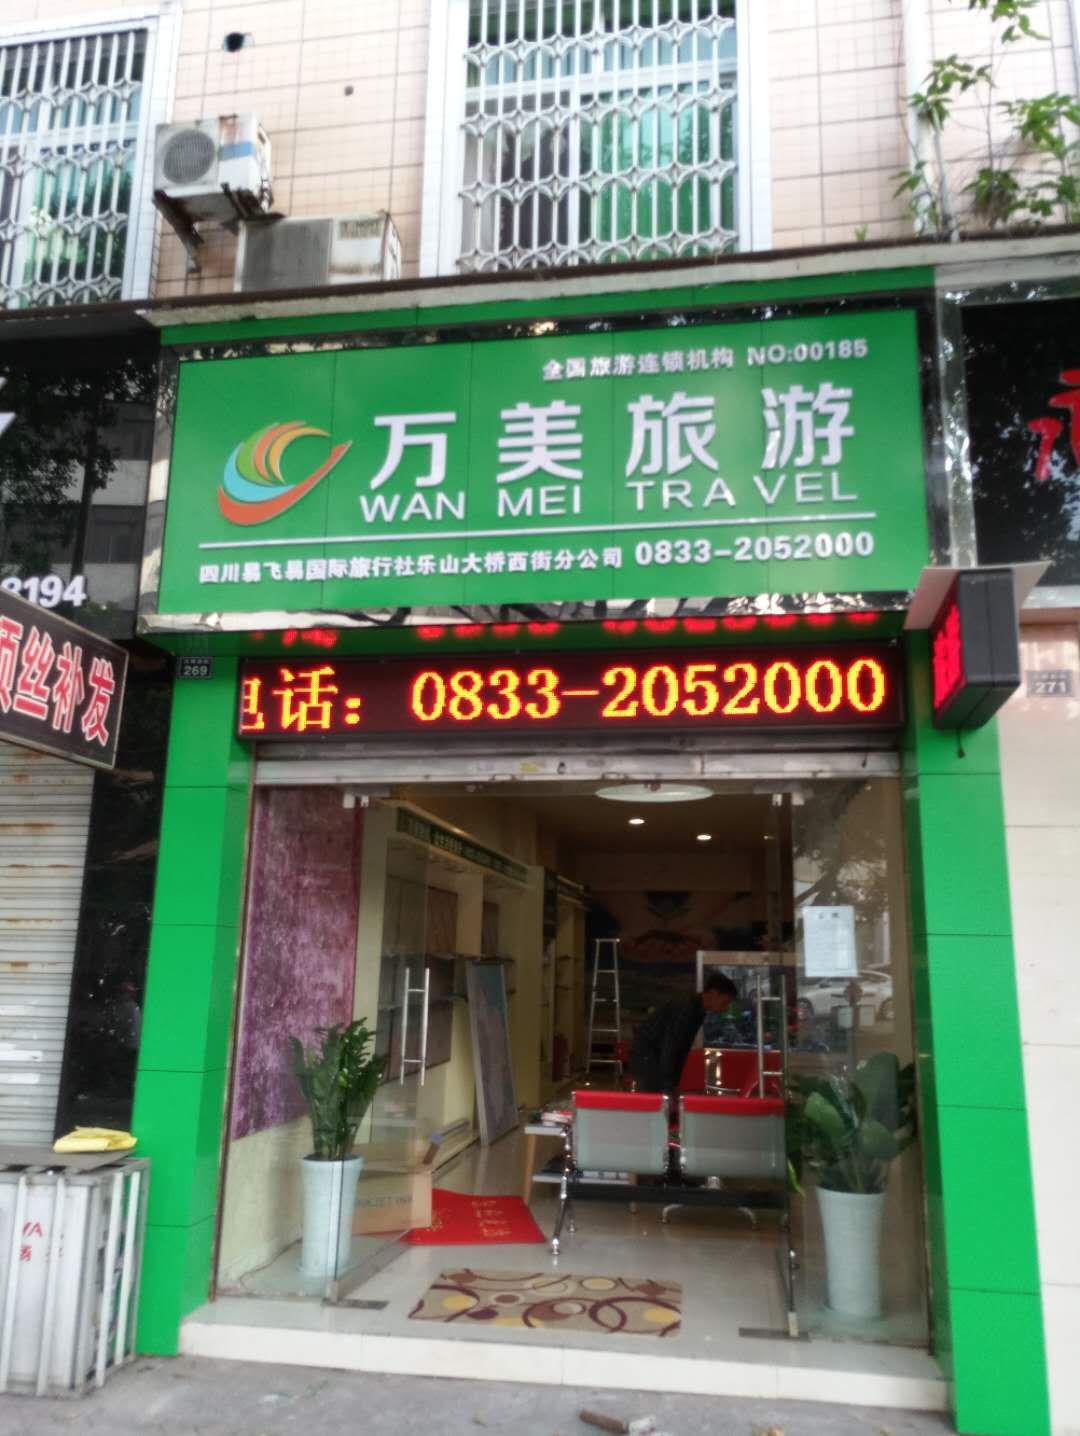 全国旅游连锁机构 NO:00185
万美旅游
WAN MEI TRAVEL
四川易飞易国际旅行社乐山大桥西街分公司 0833-2052000
8194
顶丝补发
269
电话：0833-2052000
271